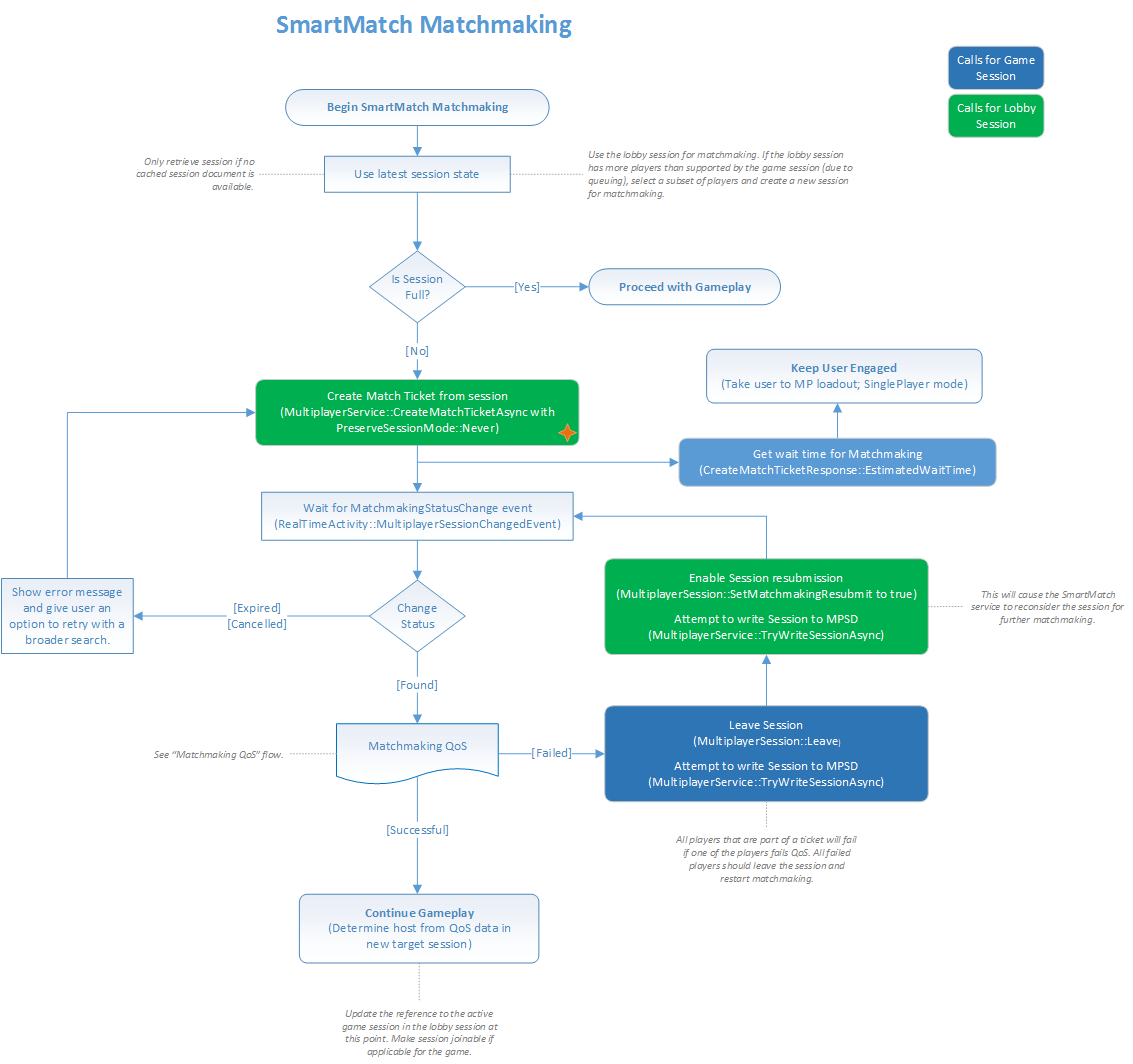 SmartMatch Matchmaking
Calls for Game
Session
Calls for Lobby
Session
Begin SmartMatch Matchmaking
Only retrieve session if no
cached session document is
available.
Use latest session state
Use the lobby session for matchmaking. If the lobby session
has more players than supported by the game session (due to
queuing), select a subset of players and create a new session
for matchmaking.
Is Session
Full?
[Yes]
Proceed with Gameplay
[No]
Keep User Engaged
(Take user to MP loadout; SinglePlayer mode)
Create Match Ticket from session
(MultiplayerService::CreateMatchTicketAsync with
PreserveSessionMode::Never)
Get wait time for Matchmaking
(CreateMatchTicketResponse::EstimatedWaitTime)
Wait for MatchmakingStatusChange event
(RealTimeActivity::MultiplayerSessionChangedEvent)
Show error message
and give user an
option to retry with a
broader search.
[Expired]
[Cancelled]
Change
Status
Enable Session resubmission
(MultiplayerSession::SetMatchmakingResubmit to true)
Attempt to write Session to MPSD
(MultiplayerService::TryWriteSessionAsync)
This will cause the SmartMatch
service to reconsider the session for
further matchmaking.
[Found]
See “Matchmaking QoS” flow.
Matchmaking QoS
[Failed]
Leave Session
(MultiplayerSession::Leave)
Attempt to write Session to MPSD
(MultiplayerService::TryWriteSessionAsync)
All players that are part of a ticket will fail
if one of the players fails QoS. All failed
players should leave the session and
restart matchmaking.
[Successful]
Continue Gameplay
(Determine host from QoS data in
new target session)
Update the reference to the active
game session in the lobby session at
this point. Make session joinable if
applicable for the game.